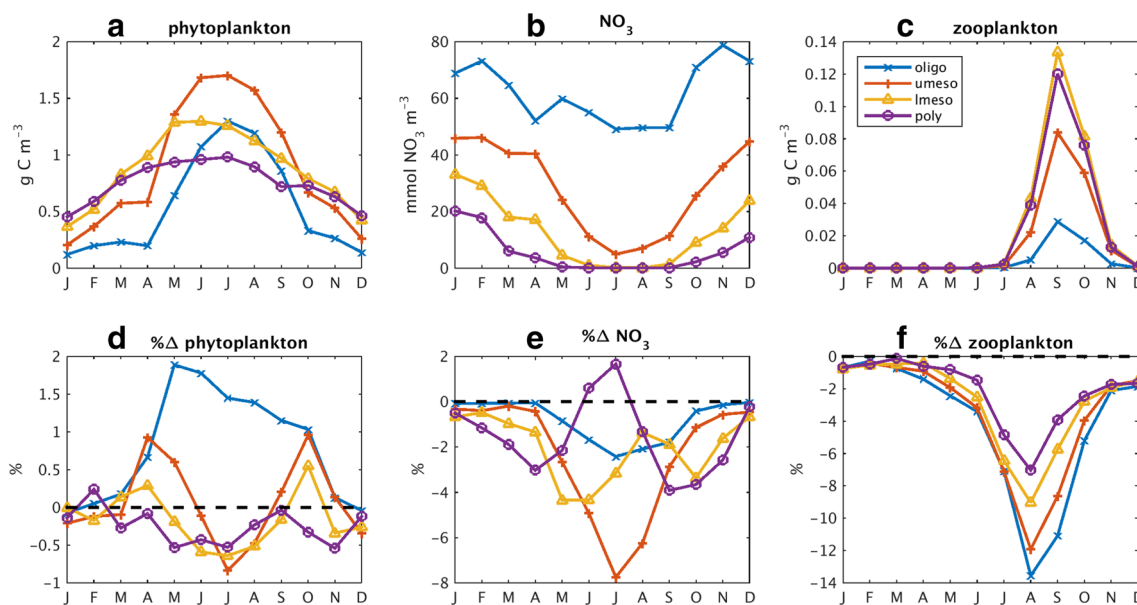 a phytoplankton
2
1.5
1
0.5
0
g C m⁻³
J F M A M J J A S O N D
b NO₃
80
60
40
20
0
mmol NO₃ m⁻³
J F M A M J J A S O N D
c zooplankton
0.14
0.12
0.1
0.08
0.06
0.04
0.02
0
g C m⁻³
oligo
umeso
lmeso
poly
J F M A M J J A S O N D
d %Δ phytoplankton
2
1.5
1
0.5
0
-0.5
-1
%
J F M A M J J A S O N D
e %Δ NO₃
2
0
-2
-4
-6
-8
%
J F M A M J J A S O N D
f %Δ zooplankton
0
-2
-4
-6
-8
-10
-12
-14
%
J F M A M J J A S O N D